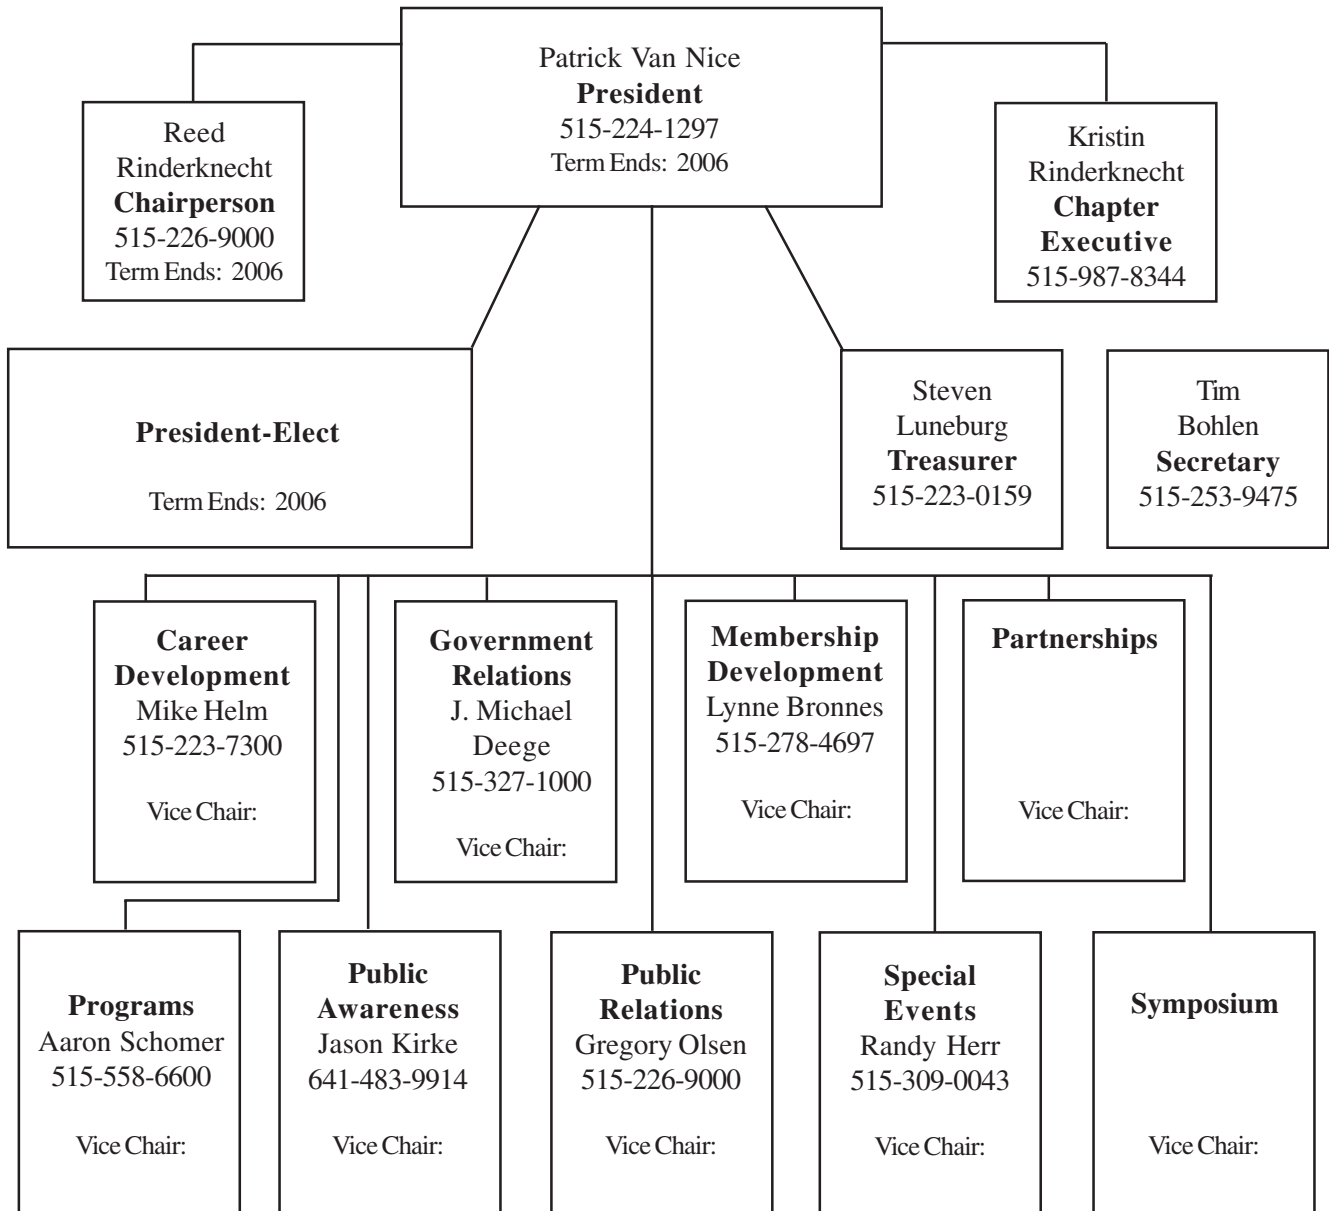 Patrick Van Nice
President
515-224-1297
Term Ends: 2006
Reed
Rinderknecht
Chairperson
515-226-9000
Term Ends: 2006
Kristin
Rinderknecht
Chapter
Executive
515-987-8344
President-Elect
Term Ends: 2006
Steven
Luneburg
Treasurer
515-223-0159
Tim
Bohlen
Secretary
515-253-9475
Career
Development
Mike Helm
515-223-7300
Vice Chair:
Government
Relations
J. Michael
Deege
515-327-1000
Vice Chair:
Membership
Development
Lynne Bronnes
515-278-4697
Vice Chair:
Partnerships
Vice Chair:
Programs
Aaron Schomer
515-558-6600
Vice Chair:
Public
Awareness
Jason Kirke
641-483-9914
Vice Chair:
Public
Relations
Gregory Olsen
515-226-9000
Vice Chair:
Special
Events
Randy Herr
515-309-0043
Vice Chair:
Symposium
Vice Chair: